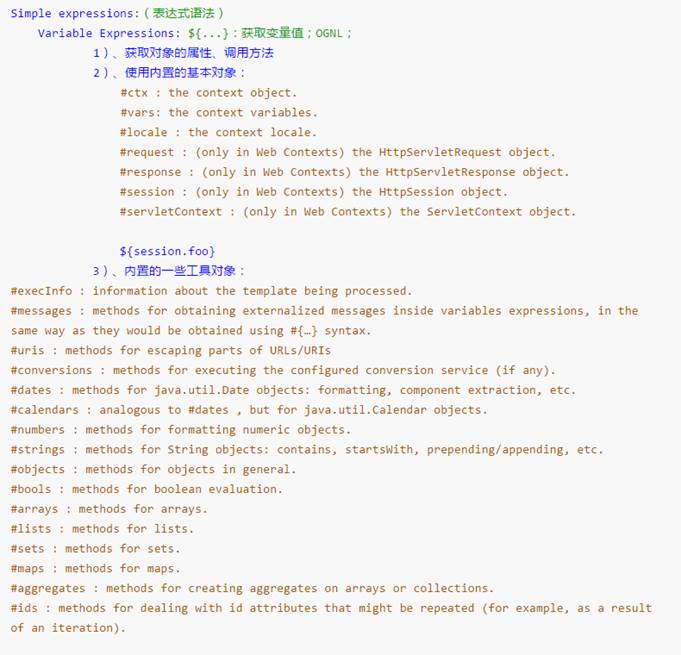 Simple expressions:（表达式语法）
Variable Expressions: ${...}：获取变量值；OGNL；
1）、获取对象的属性、调用方法
2）、使用内置的基本对象：
#ctx : the context object.
#vars: the context variables.
#locale : the context locale.
#request : (only in Web Contexts) the HttpServletRequest object.
#response : (only in Web Contexts) the HttpServletResponse object.
#session : (only in Web Contexts) the HttpSession object.
#servletContext : (only in Web Contexts) the ServletContext object.
${session.foo}
3）、内置的一些工具对象：
#execInfo : information about the template being processed.
#messages : methods for obtaining externalized messages inside variables expressions, in the
same way as they would be obtained using #{…} syntax.
#uris : methods for escaping parts of URLs/URIs
#conversions : methods for executing the configured conversion service (if any).
#dates : methods for java.util.Date objects: formatting, component extraction, etc.
#calendars : analogous to #dates , but for java.util.Calendar objects.
#numbers : methods for formatting numeric objects.
#strings : methods for String objects: contains, startsWith, prepending/appending, etc.
#objects : methods for objects in general.
#bools : methods for boolean evaluation.
#arrays : methods for arrays.
#lists : methods for lists.
#sets : methods for sets.
#maps : methods for maps.
#aggregates : methods for creating aggregates on arrays or collections.
#ids : methods for dealing with id attributes that might be repeated (for example, as a result
of an iteration).